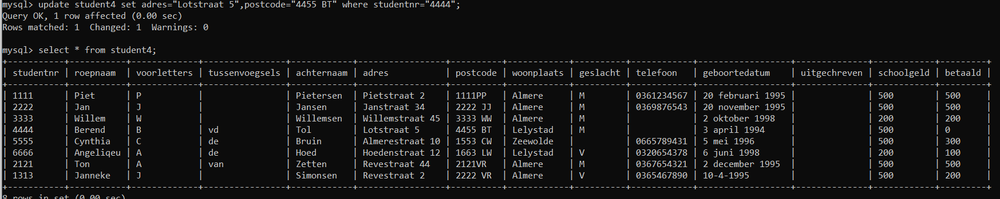 mysql> update student4 set adres="Lotstraat 5",postcode="4455 BT" where studentnr="4444";
Query OK, 1 row affected (0.00 sec)
Rows matched: 1  Changed: 1  Warnings: 0
mysql> select * from student4;
+-----------+----------+-------------+----------------+------------+-----------------+----------+------------+----------+------------+------------------+--------------+------------+---------+
| studentnr | roepnaam | voorletters | tussenvoegsels | achternaam | adres           | postcode | woonplaats | geslacht | telefoon   | geboortedatum    | uitgechreven | schoolgeld | betaald |
+-----------+----------+-------------+----------------+------------+-----------------+----------+------------+----------+------------+------------------+--------------+------------+---------+
| 1111      | Piet     | P           |                | Pietersen  | Pietstraat 2    | 1111PP   | Almere     | M        | 0361234567 | 20 februari 1995 |              | 500        | 500     |
| 2222      | Jan      | J           |                | Jansen     | Janstraat 34    | 2222 JJ  | Almere     | M        | 0369876543 | 20 november 1995 |              | 500        | 500     |
| 3333      | Willem   | W           |                | Willemsen  | Willemstraat 45 | 3333 WW  | Almere     | M        |            | 2 oktober 1998   |              | 200        | 200     |
| 4444      | Berend   | B           | vd             | Tol        | Lotstraat 5     | 4455 BT  | Lelystad   | M        |            | 3 april 1994     |              | 500        | 0       |
| 5555      | Cynthia  | C           | de             | Bruin      | Almerestraat 10 | 1553 CW  | Zeewolde   |          | 0665789431 | 5 mei 1996       |              | 500        | 300     |
| 6666      | Angeliqeu | A           | de             | Hoed       | Hoedenstraat 12 | 1663 LW  | Lelystad   | V        | 0320654378 | 6 juni 1998      |              | 200        | 100     |
| 2121      | Ton      | A           | van            | Zetten     | Revestraat 44   | 2121VR   | Almere     | M        | 0367654321 | 2 december 1995  |              | 500        | 500     |
| 1313      | Janneke  | J           |                | Simonsen   | Revestraat 2    | 2222 VR  | Almere     | V        | 0365467890 | 10-4-1995        |              | 500        | 200     |
+-----------+----------+-------------+----------------+------------+-----------------+----------+------------+----------+------------+------------------+--------------+------------+---------+
8 rows in set (0.00 sec)